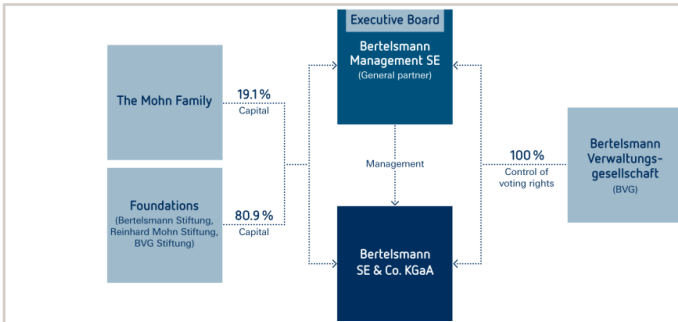 Executive Board
Bertelsmann
Management SE
(General partner)
The Mohn Family
19.1 %
Capital
Management
100 %
Control of
voting rights
Bertelsmann
Verwaltungs-
gesellschaft
(BVG)
Foundations
(Bertelsmann Stiftung,
Reinhard Mohn Stiftung,
BVG Stiftung)
80.9 %
Capital
Bertelsmann
SE & Co. KGaA